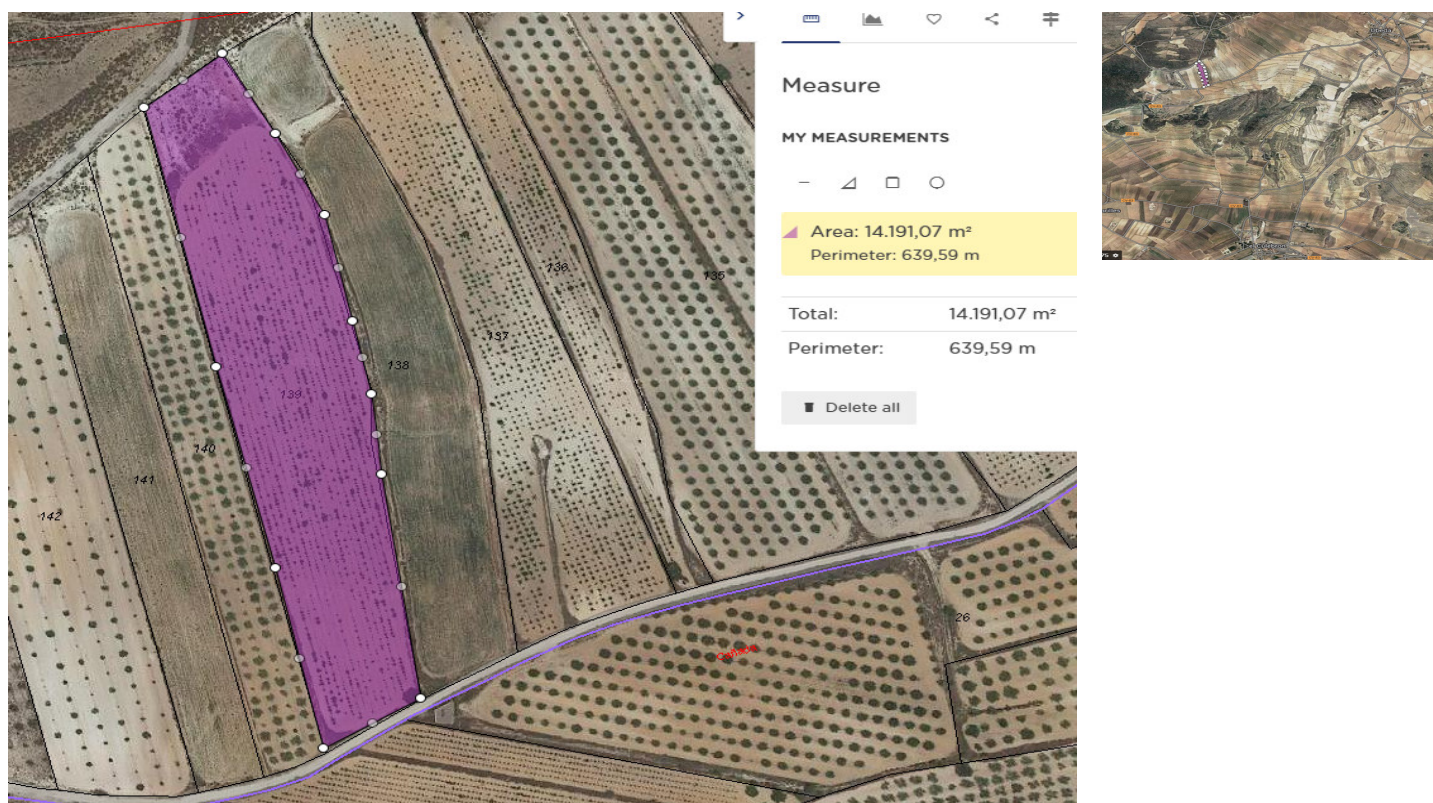 Measure
MY MEASUREMENTS
Area: 14.191,07 m²
Perimeter: 639,59 m
Total: 14.191,07 m²
Perimeter: 639,59 m
Delete all
135
136
137
138
139
140
141
142
26